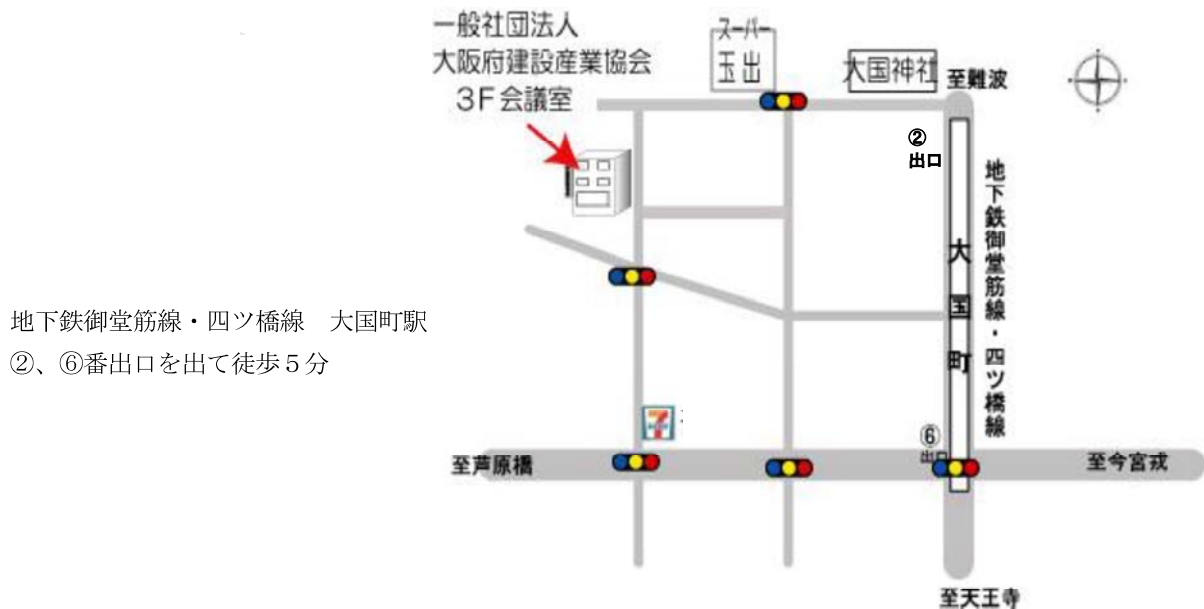 一般社団法人
大阪府建設産業協会
3F会議室
スーパー
玉出
大国神社
至難波
②
出口
地下鉄御堂筋線・四ツ橋線
大国町
地下鉄御堂筋線・四ツ橋線　大国町駅
②、⑥番出口を出て徒歩５分
⑥
出口
至芦原橋
至今宮戎
至天王寺